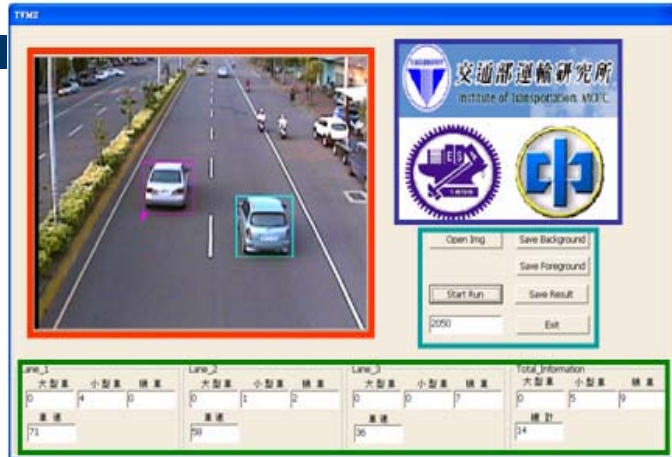 TVMS
交通部運輸研究所
Institute of Transportation, MOTC
Open Img
Save Background
Save Foreground
Start Run
Save Result
2050
Exit
Lane_1
大型車 小型車 機車
0 4 0
車速
71
Lane_2
大型車 小型車 機車
0 1 2
車速
58
Lane_3
大型車 小型車 機車
0 0 7
車速
36
Total_Information
大型車 小型車 機車
0 5 9
總計
14